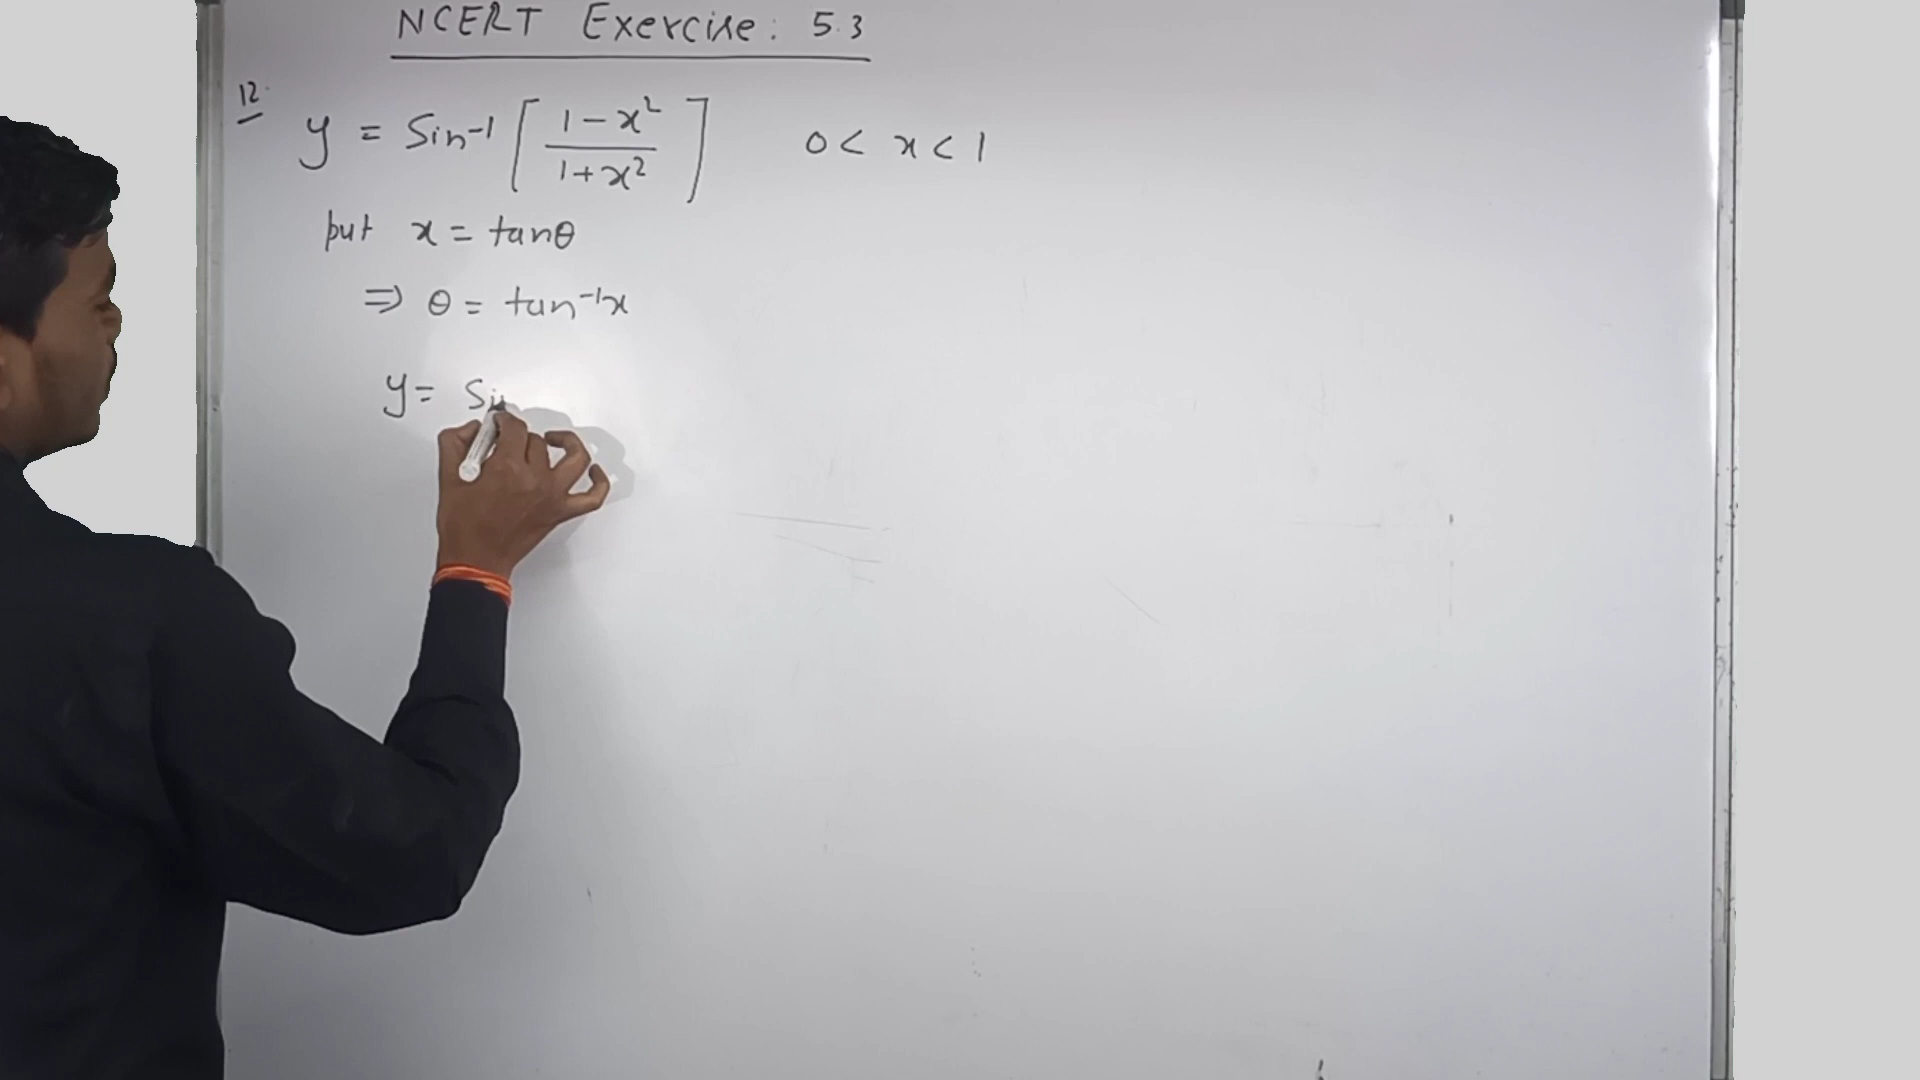 NCERT Exercise: 5.3
12.
y = Sin⁻¹ [ (1-x²)/(1+x²) ] 0 < x < 1
put x = tanθ
⇒ θ = tan⁻¹x
y = Si